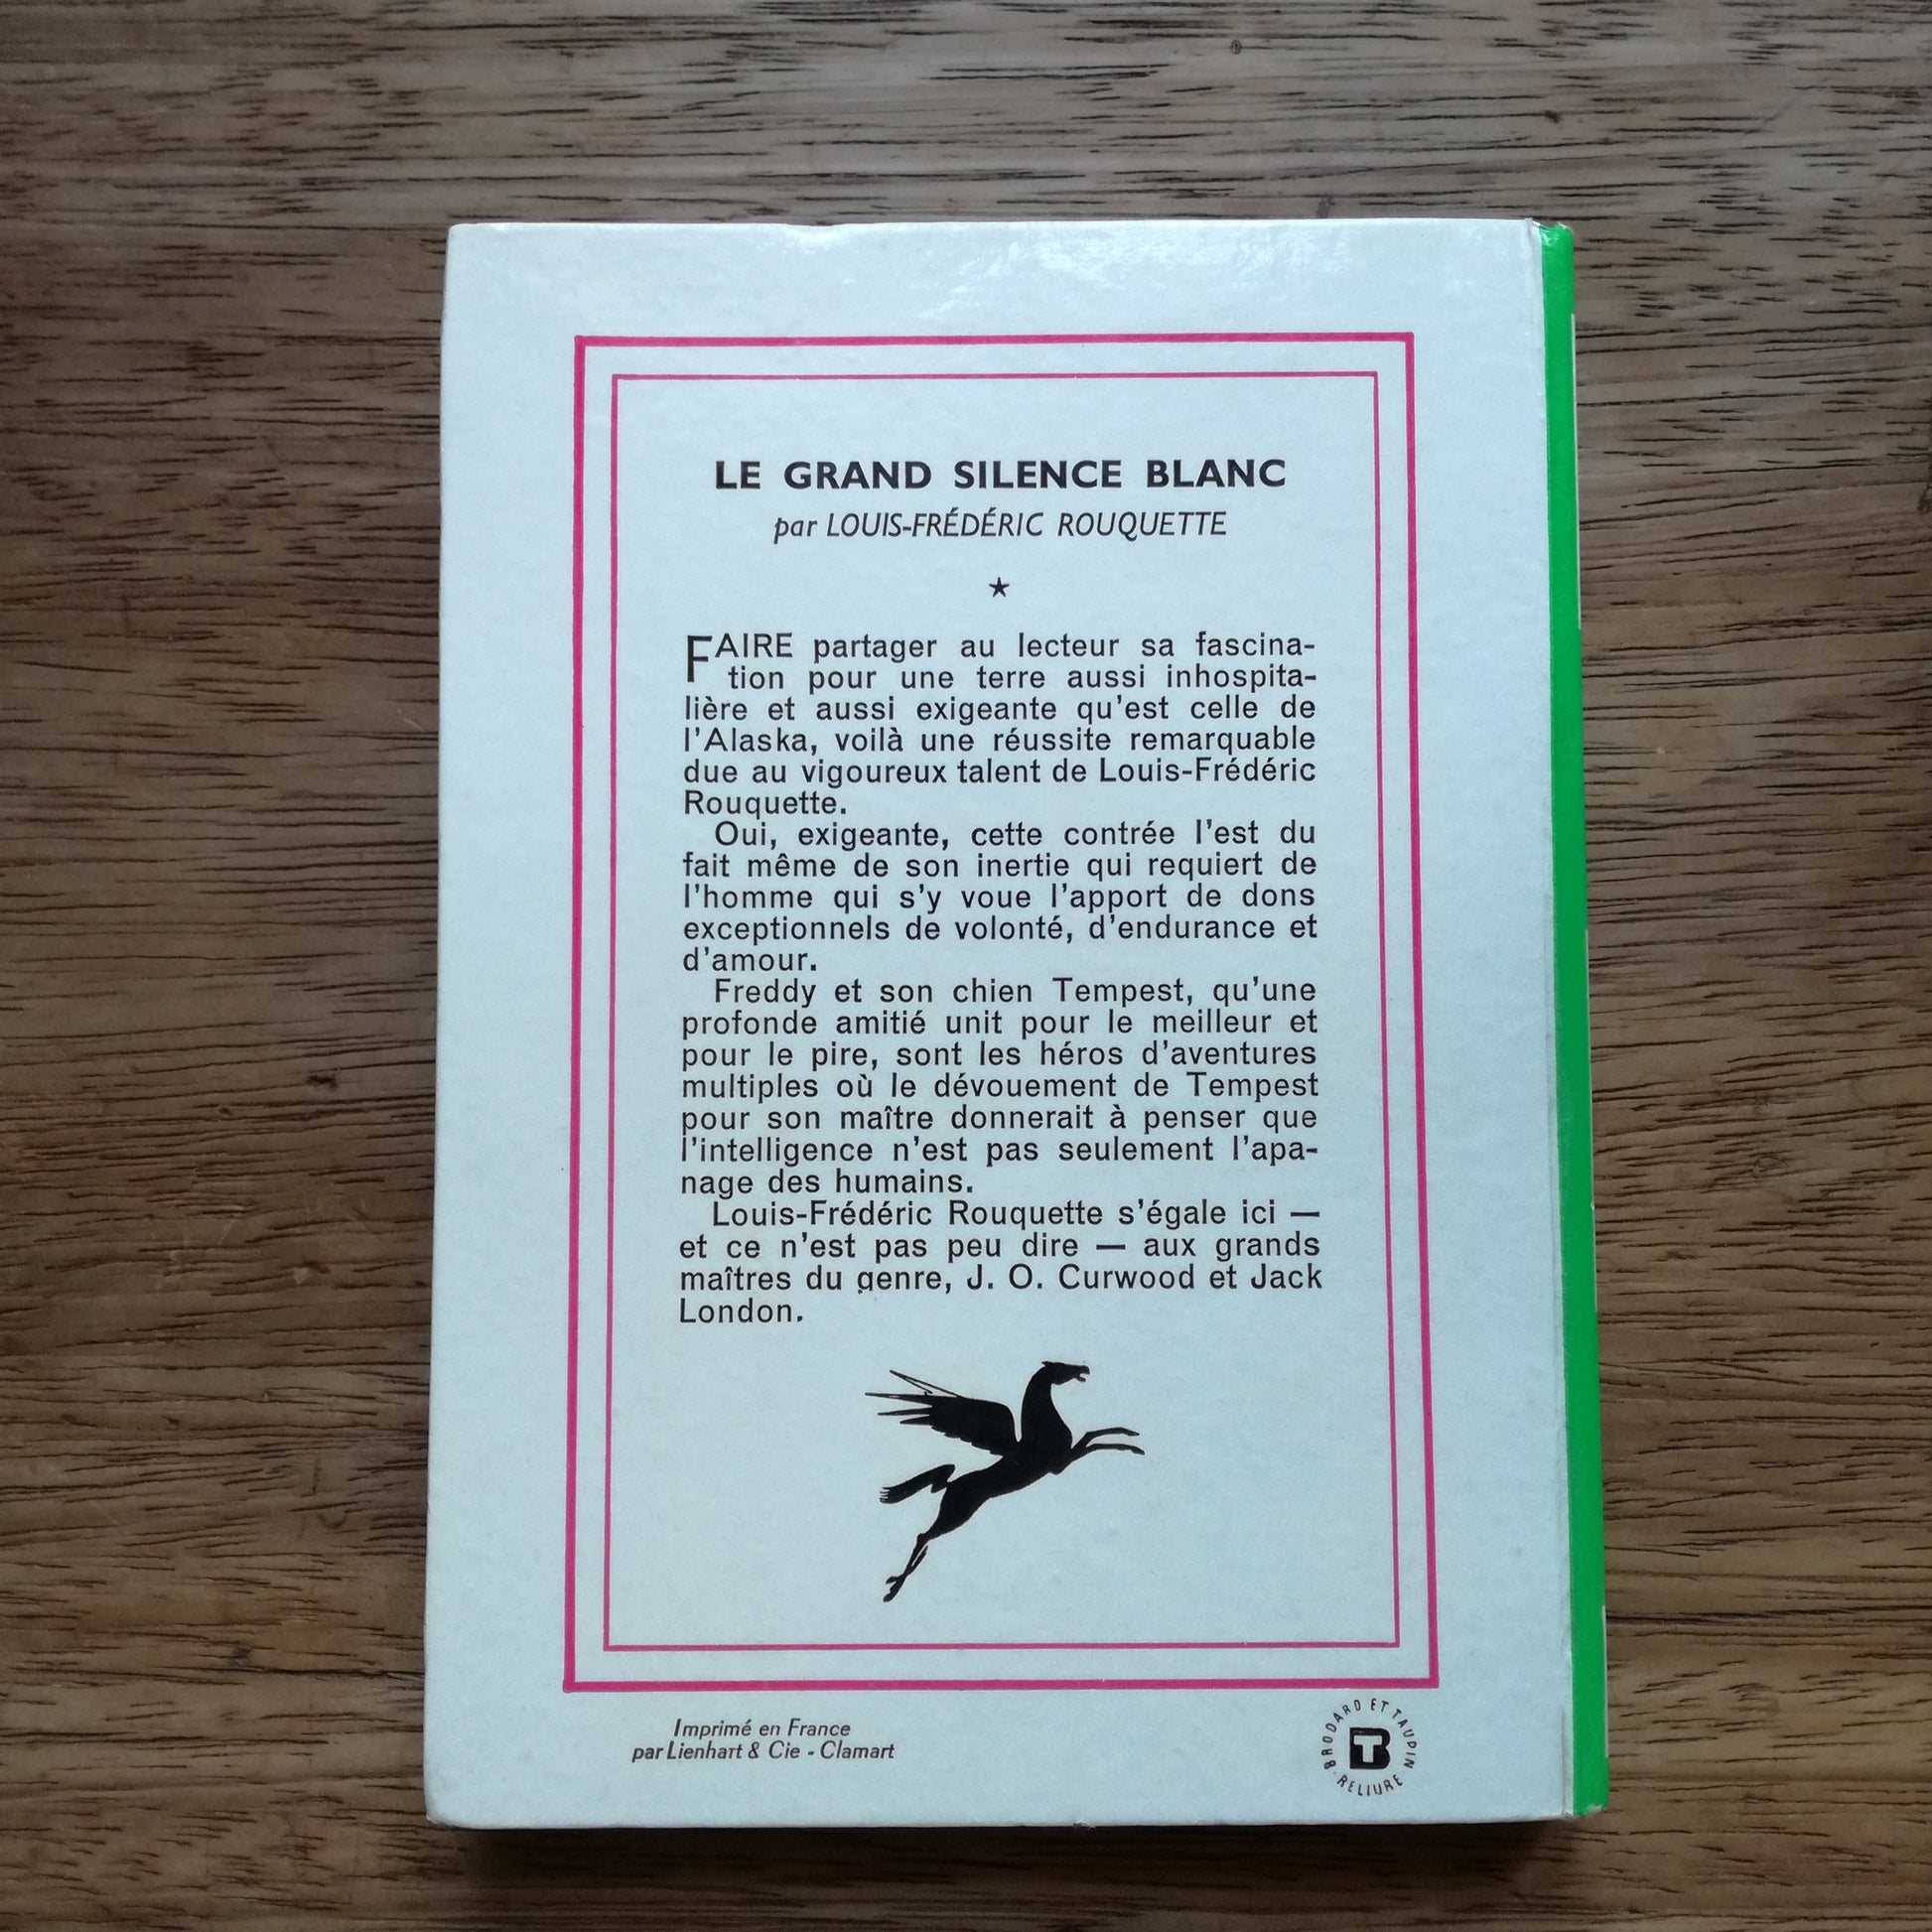 LE GRAND SILENCE BLANC
par LOUIS-FRÉDÉRIC ROUQUETTE
★
FAIRE partager au lecteur sa fascina-
tion pour une terre aussi inhospita-
lière et aussi exigeante qu'est celle de
l'Alaska, voilà une réussite remarquable
due au vigoureux talent de Louis-Frédéric
Rouquette.
Oui, exigeante, cette contrée l'est du
fait même de son inertie qui requiert de
l'homme qui s'y voue l'apport de dons
exceptionnels de volonté, d'endurance et
d'amour.
Freddy et son chien Tempest, qu'une
profonde amitié unit pour le meilleur et
pour le pire, sont les héros d'aventures
multiples où le dévouement de Tempest
pour son maître donnerait à penser que
l'intelligence n'est pas seulement l'apa-
nage des humains.
Louis-Frédéric Rouquette s'égale ici —
et ce n'est pas peu dire — aux grands
maîtres du genre, J. O. Curwood et Jack
London.
Imprimé en France
par Lienhart & Cie - Clamart
BRODARD ET TAUPIN
BT
RELIURE